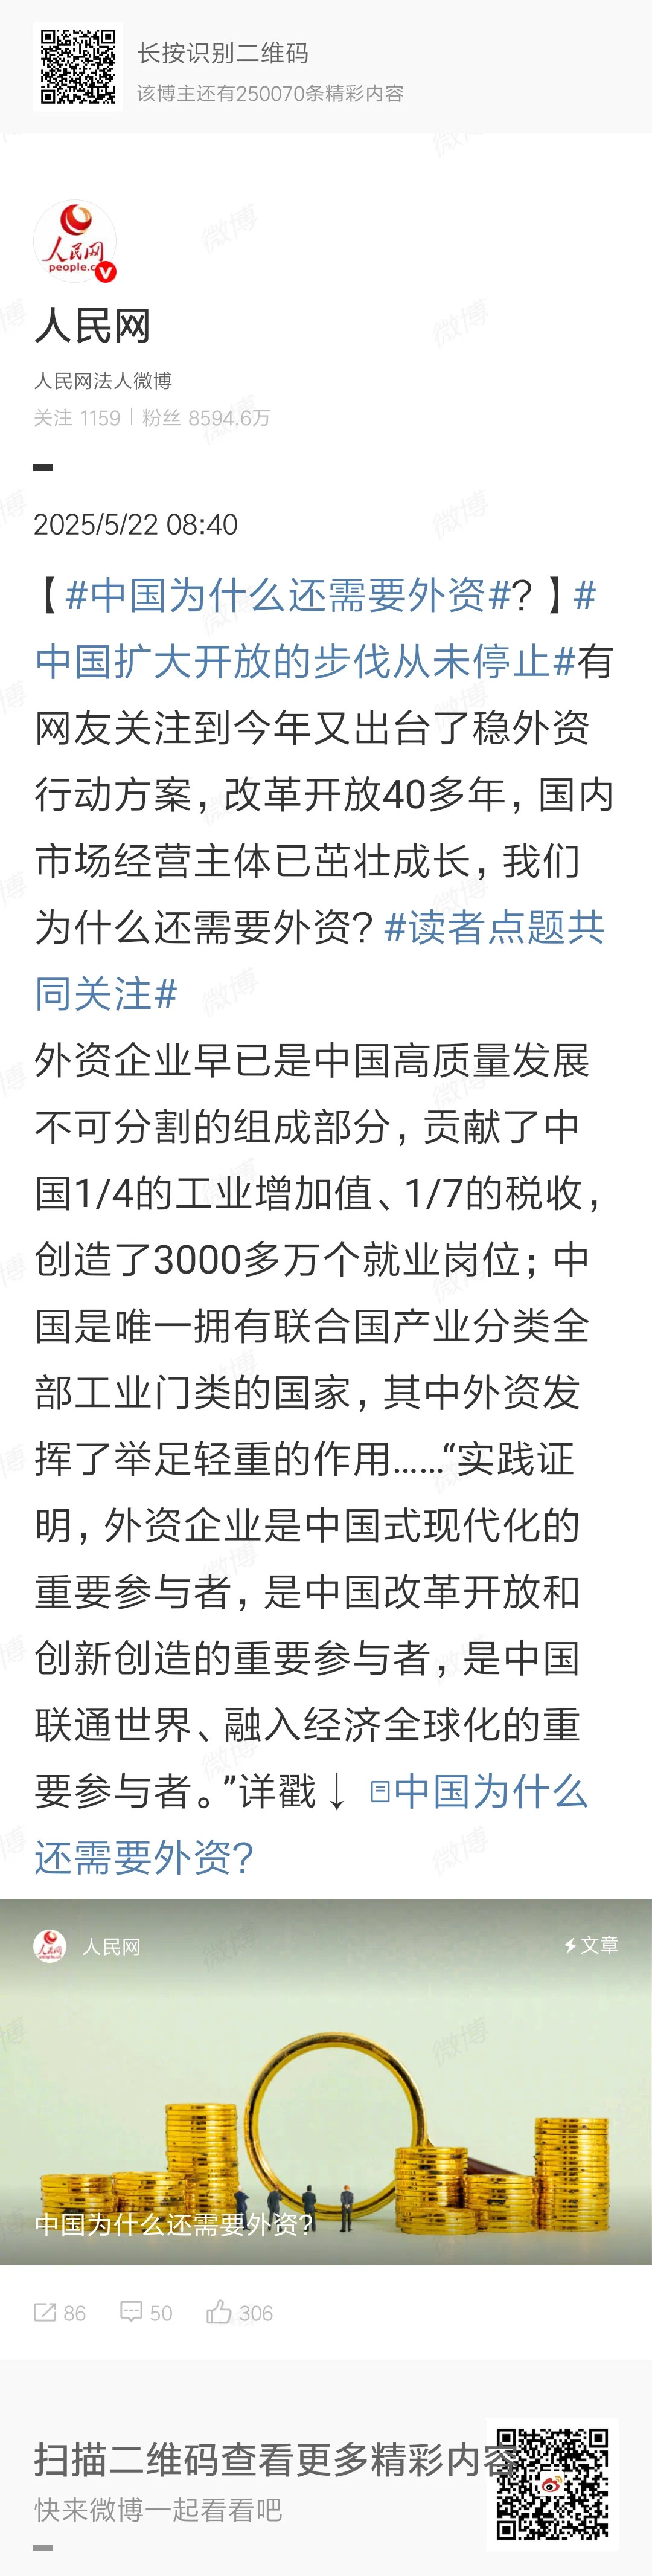 长按识别二维码
该博主还有250070条精彩内容
人民网
people.c
人民网
人民网法人微博
关注 1159 | 粉丝 8594.6万
2025/5/22 08:40
【#中国为什么还需要外资#？】#
中国扩大开放的步伐从未停止#有
网友关注到今年又出台了稳外资
行动方案，改革开放40多年，国内
市场经营主体已茁壮成长，我们
为什么还需要外资？#读者点题共
同关注#
外资企业早已是中国高质量发展
不可分割的组成部分，贡献了中
国1/4的工业增加值、1/7的税收，
创造了3000多万个就业岗位；中
国是唯一拥有联合国产业分类全
部工业门类的国家，其中外资发
挥了举足轻重的作用……“实践证
明，外资企业是中国式现代化的
重要参与者，是中国改革开放和
创新创造的重要参与者，是中国
联通世界、融入经济全球化的重
要参与者。”详戳↓ 中国为什么
还需要外资?
人民网
文章
中国为什么还需要外资?
86 50 306
扫描二维码查看更多精彩内容
快来微博一起看看吧
微博